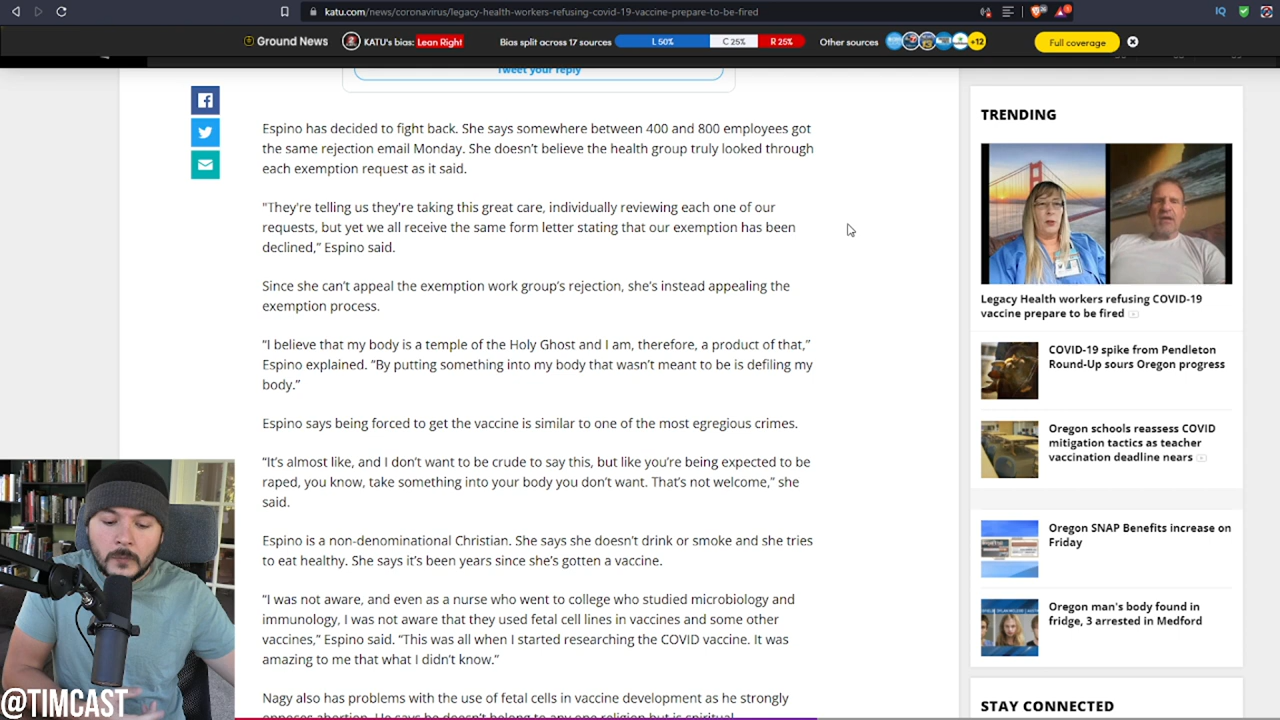 katu.com/news/coronavirus/legacy-health-workers-refusing-covid-19-vaccine-prepare-to-be-fired
IQ
Ground News
KATU's bias: Lean Right
Bias split across 17 sources
L 50%
C 25%
R 25%
Other sources
+12
Full coverage
Tweet your reply
Espino has decided to fight back. She says somewhere between 400 and 800 employees got
the same rejection email Monday. She doesn’t believe the health group truly looked through
each exemption request as it said.
"They're telling us they're taking this great care, individually reviewing each one of our
requests, but yet we all receive the same form letter stating that our exemption has been
declined,” Espino said.
Since she can’t appeal the exemption work group’s rejection, she’s instead appealing the
exemption process.
“I believe that my body is a temple of the Holy Ghost and I am, therefore, a product of that,”
Espino explained. “By putting something into my body that wasn’t meant to be is defiling my
body.”
Espino says being forced to get the vaccine is similar to one of the most egregious crimes.
“It’s almost like, and I don’t want to be crude to say this, but like you’re being expected to be
raped, you know, take something into your body you don’t want. That’s not welcome,” she
said.
Espino is a non-denominational Christian. She says she doesn’t drink or smoke and she tries
to eat healthy. She says it’s been years since she’s gotten a vaccine.
“I was not aware, and even as a nurse who went to college who studied microbiology and
immunology, I was not aware that they used fetal cell lines in vaccines and some other
vaccines,” Espino said. “This was all when I started researching the COVID vaccine. It was
amazing to me that what I didn’t know.”
Nagy also has problems with the use of fetal cells in vaccine development as he strongly
opposes abortion. He says he doesn’t belong to any one religion but is spiritual.
TRENDING
Legacy Health workers refusing COVID-19
vaccine prepare to be fired
COVID-19 spike from Pendleton
Round-Up sours Oregon progress
Oregon schools reassess COVID
mitigation tactics as teacher
vaccination deadline nears
Oregon SNAP Benefits increase on
Friday
Oregon man's body found in
fridge, 3 arrested in Medford
STAY CONNECTED
@TIMCAST